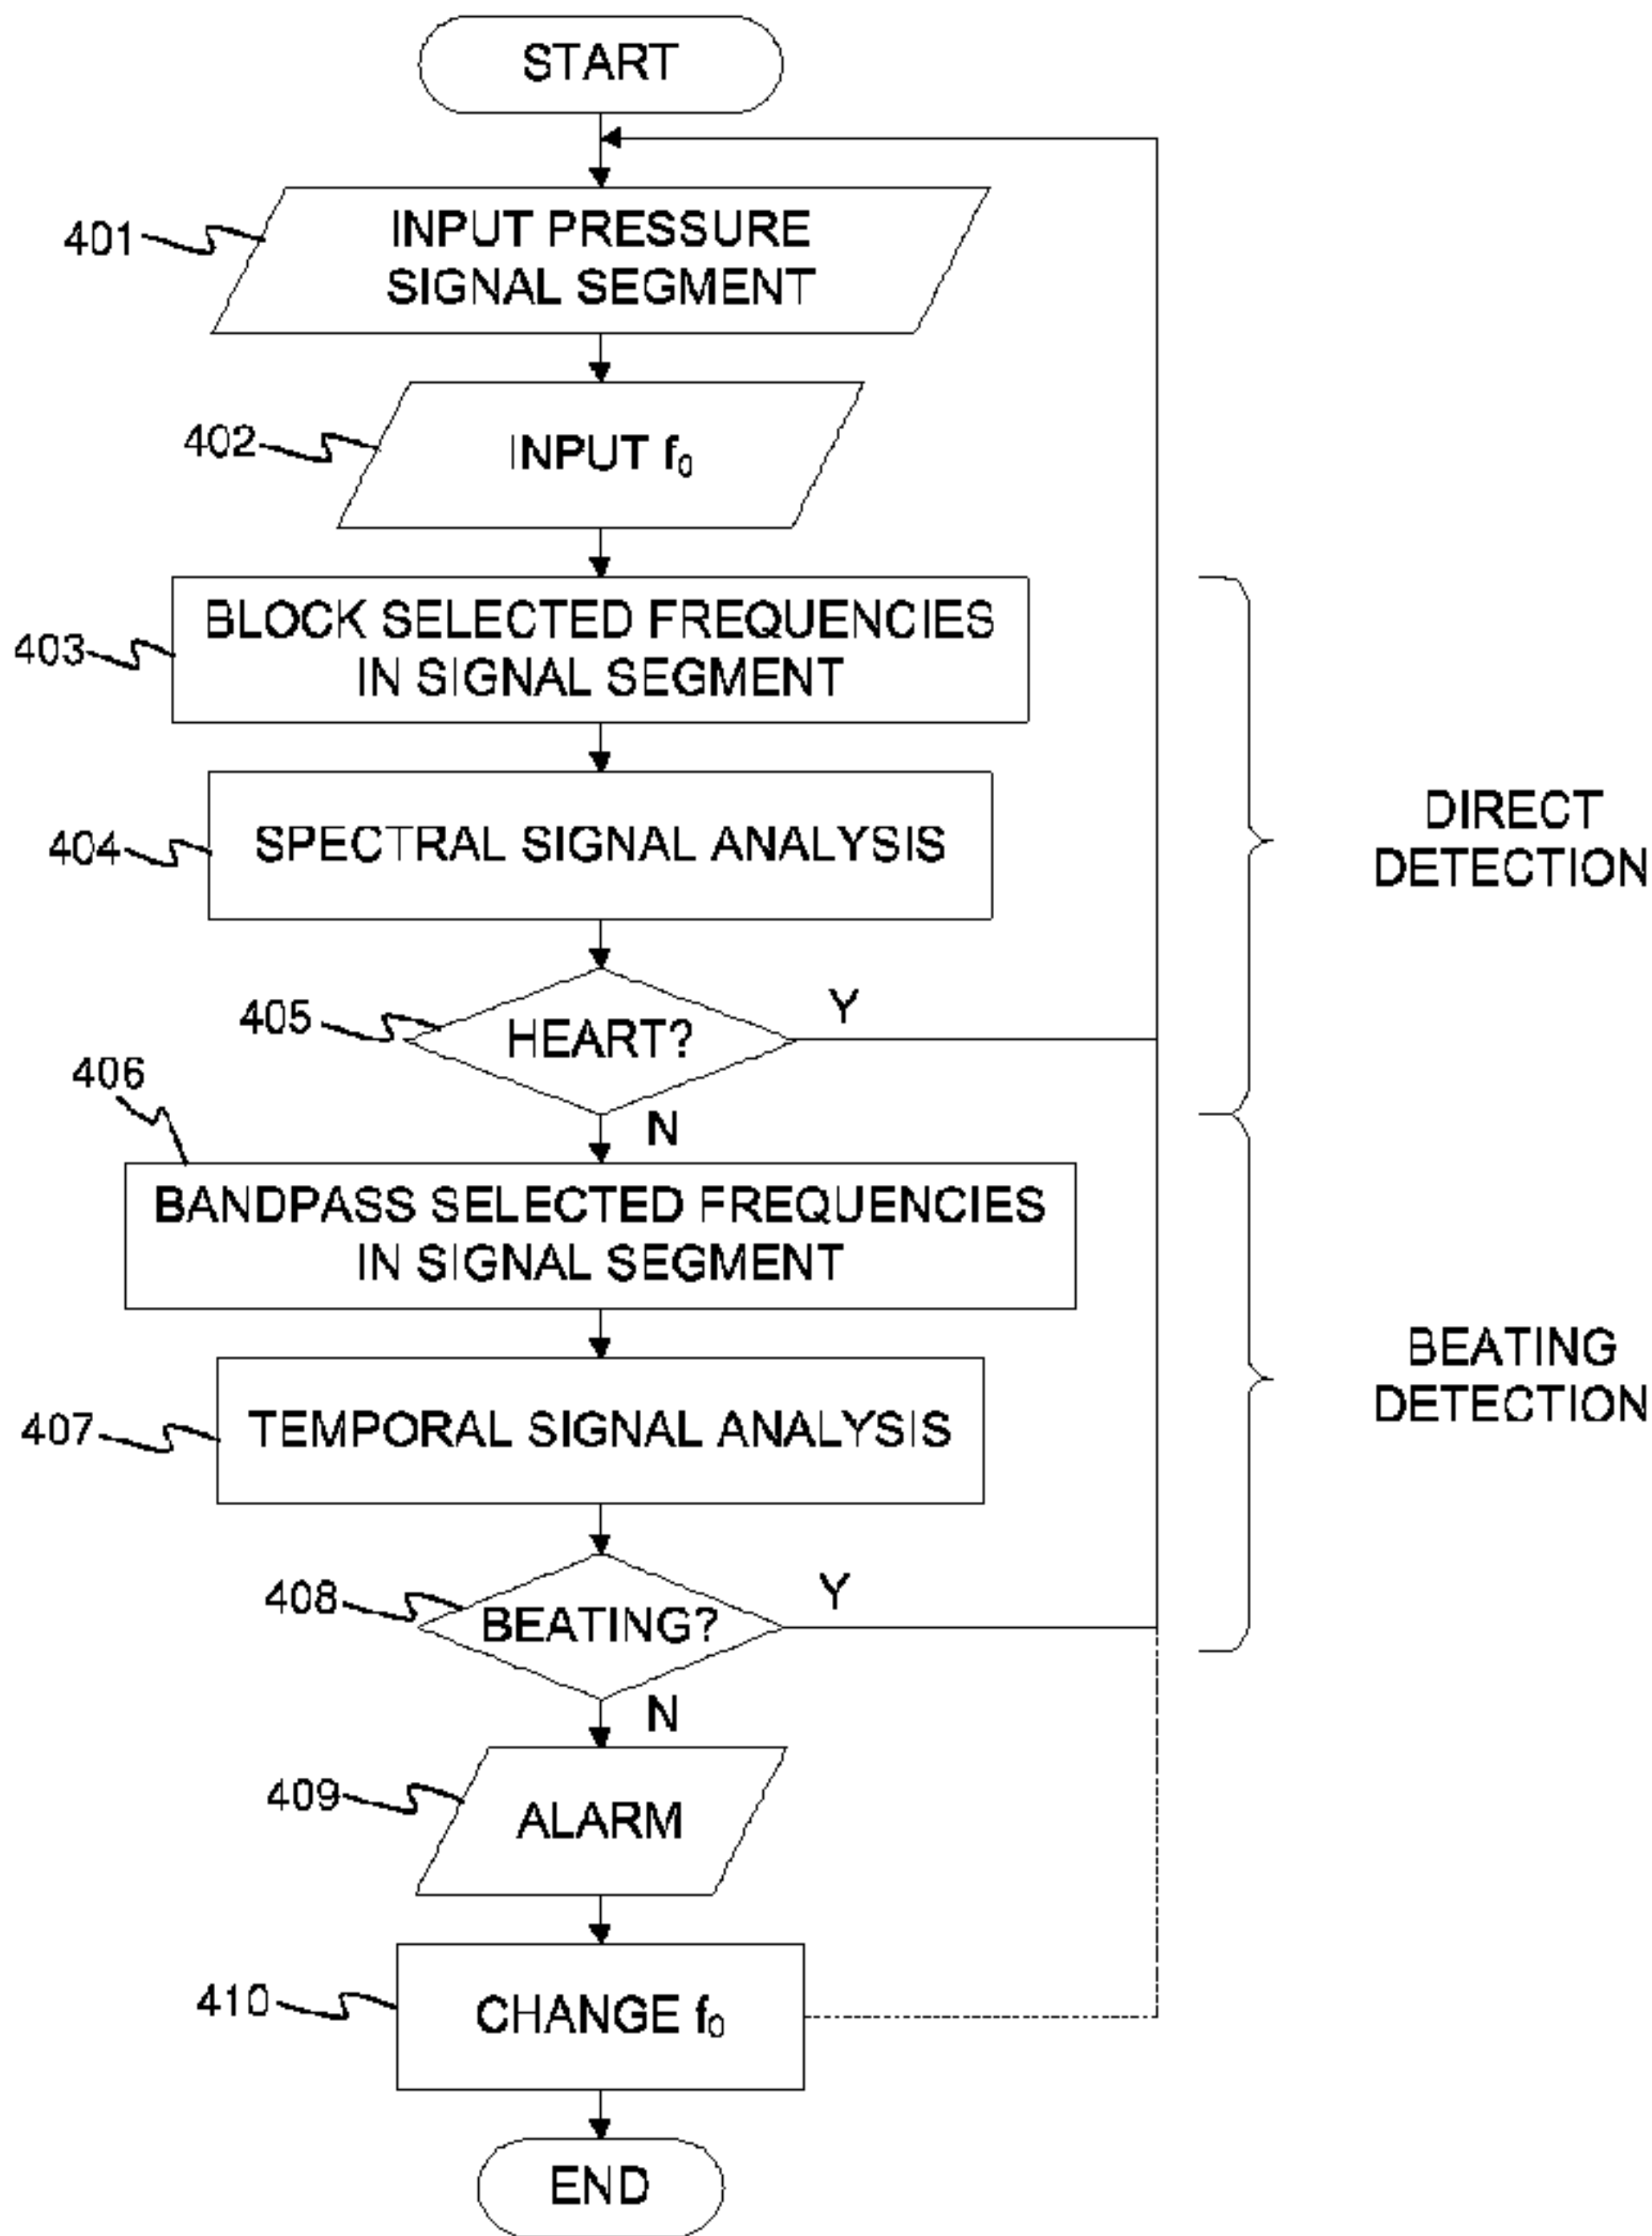 START
401
INPUT PRESSURE
SIGNAL SEGMENT
402
INPUT f₀
403
BLOCK SELECTED FREQUENCIES
IN SIGNAL SEGMENT
404
SPECTRAL SIGNAL ANALYSIS
DIRECT
DETECTION
405
HEART?
Y
N
406
BANDPASS SELECTED FREQUENCIES
IN SIGNAL SEGMENT
407
TEMPORAL SIGNAL ANALYSIS
BEATING
DETECTION
408
BEATING?
Y
N
409
ALARM
410
CHANGE f₀
END